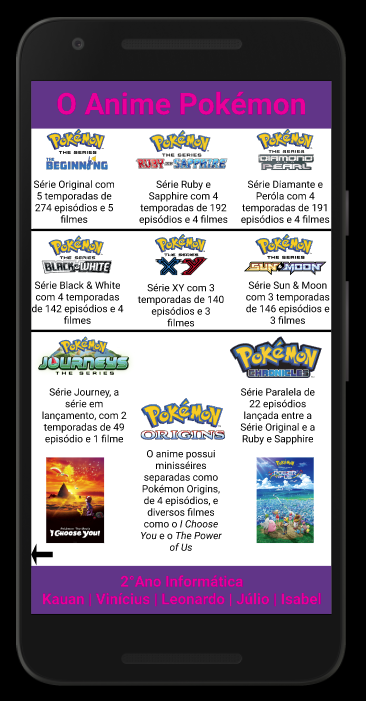 O Anime Pokémon
POKÉMON
THE SERIES
THE BEGINNING
Série Original com
5 temporadas de
274 episódios e 5
filmes
POKÉMON
THE SERIES
RUBY AND SAPPHIRE
Série Ruby e
Sapphire com 4
temporadas de 192
episódios e 4 filmes
POKÉMON
THE SERIES
DIAMOND AND PEARL
Série Diamante e
Peróla com 4
temporadas de 191
episódios e 4 filmes
POKÉMON
THE SERIES
BLACK & WHITE
Série Black & White
com 4 temporadas
de 142 episódios e 4
filmes
POKÉMON
THE SERIES
XY
Série XY com 3
temporadas de 140
episódios e 3
filmes
POKÉMON
THE SERIES
SUN & MOON
Série Sun & Moon
com 3 temporadas
de 146 episódios e
3 filmes
POKÉMON
JOURNEYS
THE SERIES
Série Journey, a
série em
lançamento, com 2
temporadas de 49
episódio e 1 filme
I CHOOSE YOU!
POKÉMON
ORIGINS
O anime possui
minisséires
separadas como
Pokémon Origins,
de 4 episódios, e
diversos filmes
como o I Choose
You e o The Power
of Us
POKÉMON
CHRONICLES
Série Paralela de
22 episódios
lançada entre a
Série Original e a
Ruby e Sapphire
POWER OF US
2°Ano Informática
Kauan | Vinícius | Leonardo | Júlio | Isabel